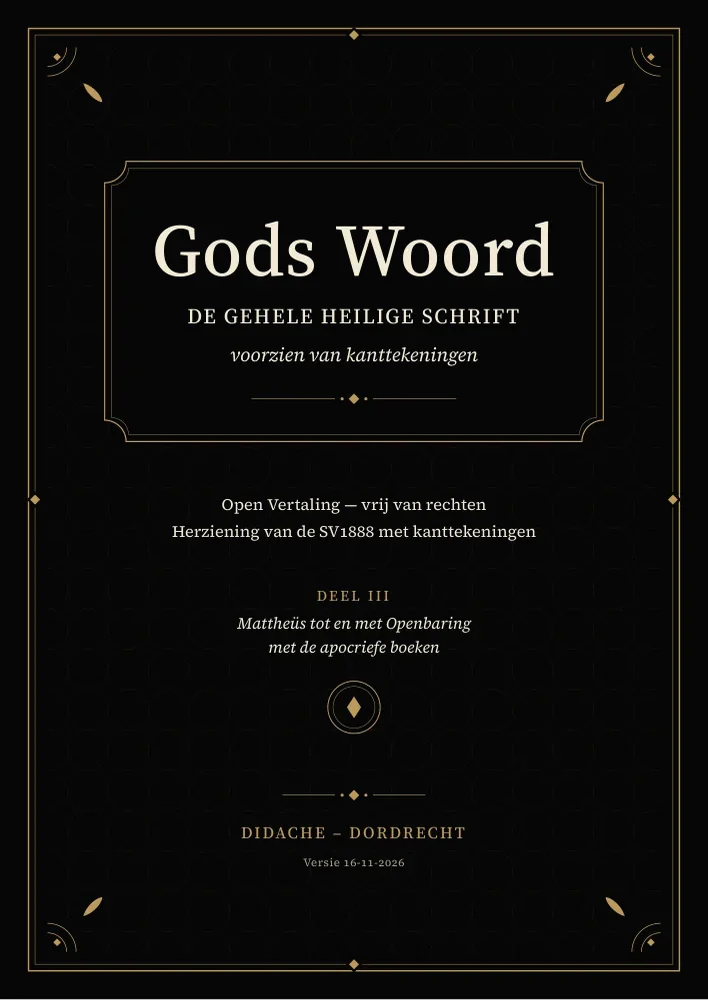 Gods Woord
DE GEHELE HEILIGE SCHRIFT
voorzien van kanttekeningen
Open Vertaling — vrij van rechten
Herziening van de SV1888 met kanttekeningen
DEEL III
Mattheüs tot en met Openbaring
met de apocriefe boeken
DIDACHE – DORDRECHT
Versie 16-11-2026